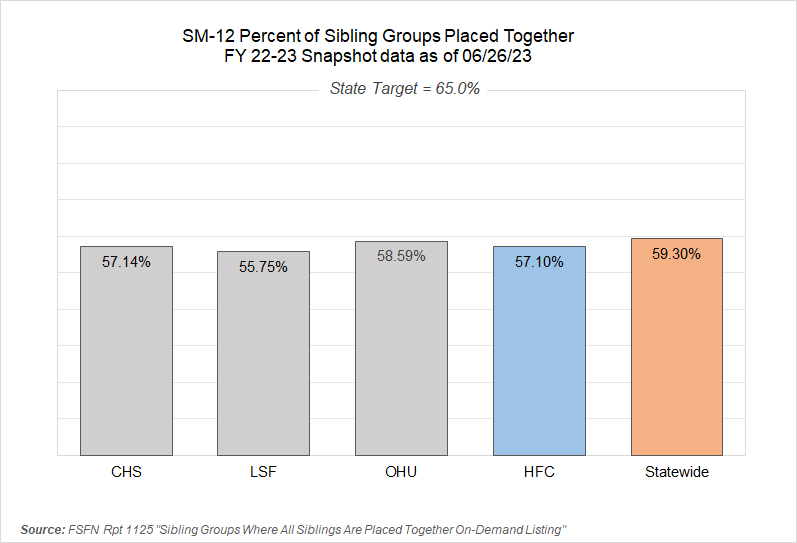 SM-12 Percent of Sibling Groups Placed Together
FY 22-23 Snapshot data as of 06/26/23
State Target = 65.0%
57.14%
55.75%
58.59%
57.10%
59.30%
CHS
LSF
OHU
HFC
Statewide
Source: FSFN Rpt 1125 "Sibling Groups Where All Siblings Are Placed Together On-Demand Listing"